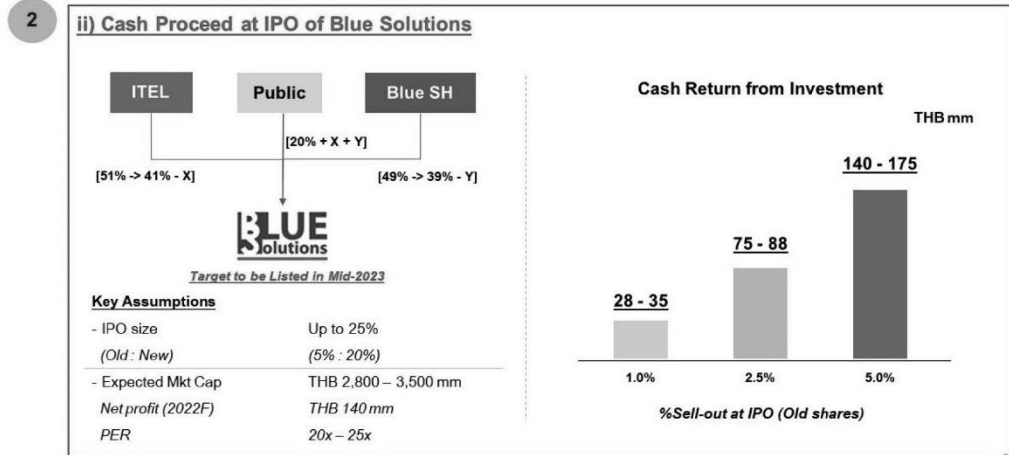 2
ii) Cash Proceed at IPO of Blue Solutions
ITEL
Public
Blue SH
[20% + X + Y]
[51% -> 41% - X]
[49% -> 39% - Y]
BLUE
Solutions
Target to be Listed in Mid-2023
Key Assumptions
- IPO size Up to 25%
(Old : New) (5% : 20%)
- Expected Mkt Cap THB 2,800 – 3,500 mm
Net profit (2022F) THB 140 mm
PER 20x – 25x
Cash Return from Investment
THB mm
140 - 175
75 - 88
28 - 35
1.0% 2.5% 5.0%
%Sell-out at IPO (Old shares)